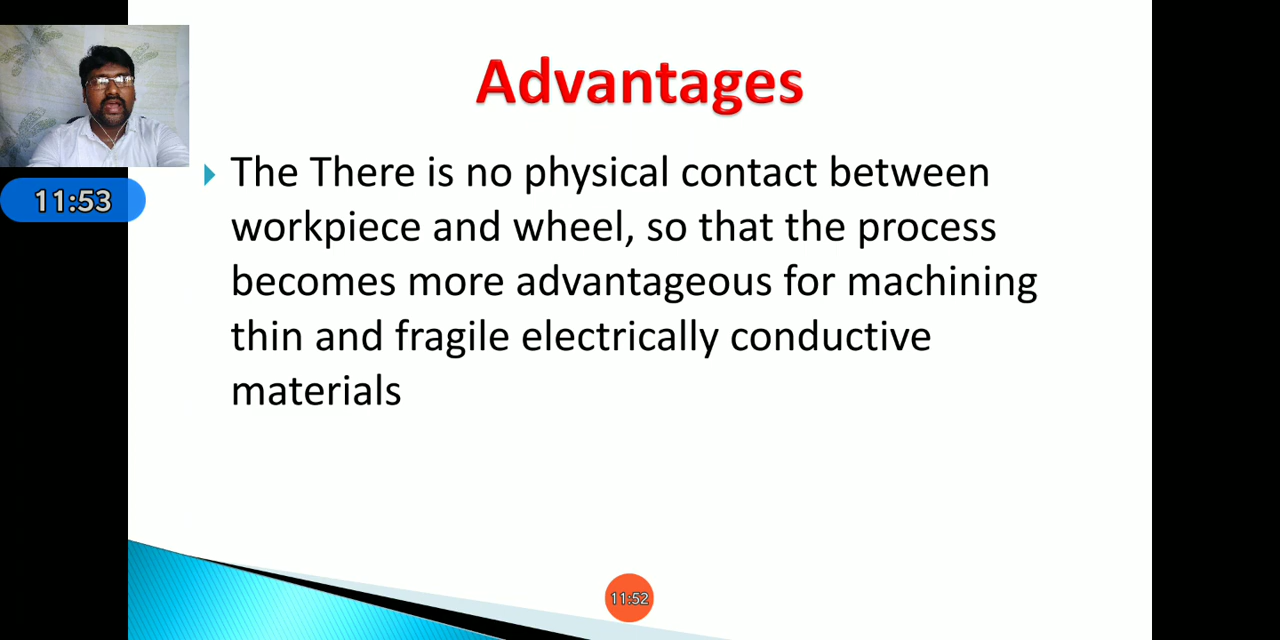 Advantages
11:53
The There is no physical contact between
workpiece and wheel, so that the process
becomes more advantageous for machining
thin and fragile electrically conductive
materials
11:52